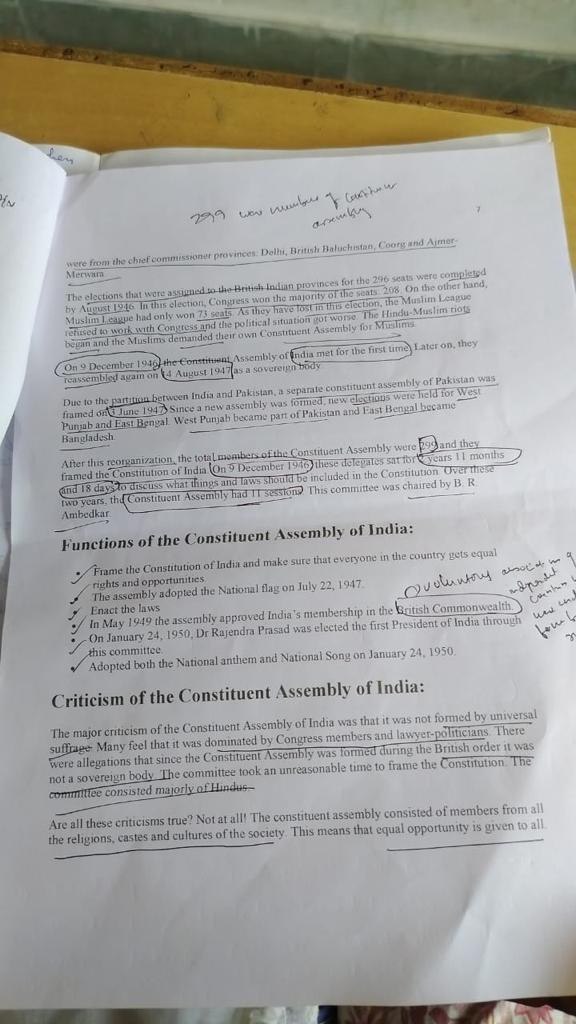 hen
299 were members of Constituent
assembly
7
were from the chief commissioner provinces: Delhi, British Baluchistan, Coorg and Ajmer-
Merwara.
The elections that were assigned to the British Indian provinces for the 296 seats were completed
by August 1946. In this election, Congress won the majority of the seats: 208. On the other hand,
Muslim League had only won 73 seats. As they have lost in this election, the Muslim League
refused to work with Congress and the political situation got worse. The Hindu-Muslim riots
began and the Muslims demanded their own Constituent Assembly for Muslims.
On 9 December 1946, the Constituent Assembly of India met for the first time. Later on, they
reassembled again on 14 August 1947 as a sovereign body.
Due to the partition between India and Pakistan, a separate constituent assembly of Pakistan was
framed on 3 June 1947. Since a new assembly was formed, new elections were held for West
Punjab and East Bengal. West Punjab became part of Pakistan and East Bengal became
Bangladesh.
After this reorganization, the total members of the Constituent Assembly were 299 and they
framed the Constitution of India. On 9 December 1946, these delegates sat for 2 years 11 months
and 18 days to discuss what things and laws should be included in the Constitution. Over these
two years, the Constituent Assembly had 11 sessions. This committee was chaired by B. R.
Ambedkar.
Functions of the Constituent Assembly of India:
Frame the Constitution of India and make sure that everyone in the country gets equal
rights and opportunities.
The assembly adopted the National flag on July 22, 1947.
Enact the laws
In May 1949 the assembly approved India's membership in the British Commonwealth.
On January 24, 1950, Dr Rajendra Prasad was elected the first President of India through
this committee.
Adopted both the National anthem and National Song on January 24, 1950.
voluntary
independent
Criticism of the Constituent Assembly of India:
The major criticism of the Constituent Assembly of India was that it was not formed by universal
suffrage. Many feel that it was dominated by Congress members and lawyer-politicians. There
were allegations that since the Constituent Assembly was formed during the British order it was
not a sovereign body. The committee took an unreasonable time to frame the Constitution. The
committee consisted majorly of Hindus.
Are all these criticisms true? Not at all! The constituent assembly consisted of members from all
the religions, castes and cultures of the society. This means that equal opportunity is given to all.